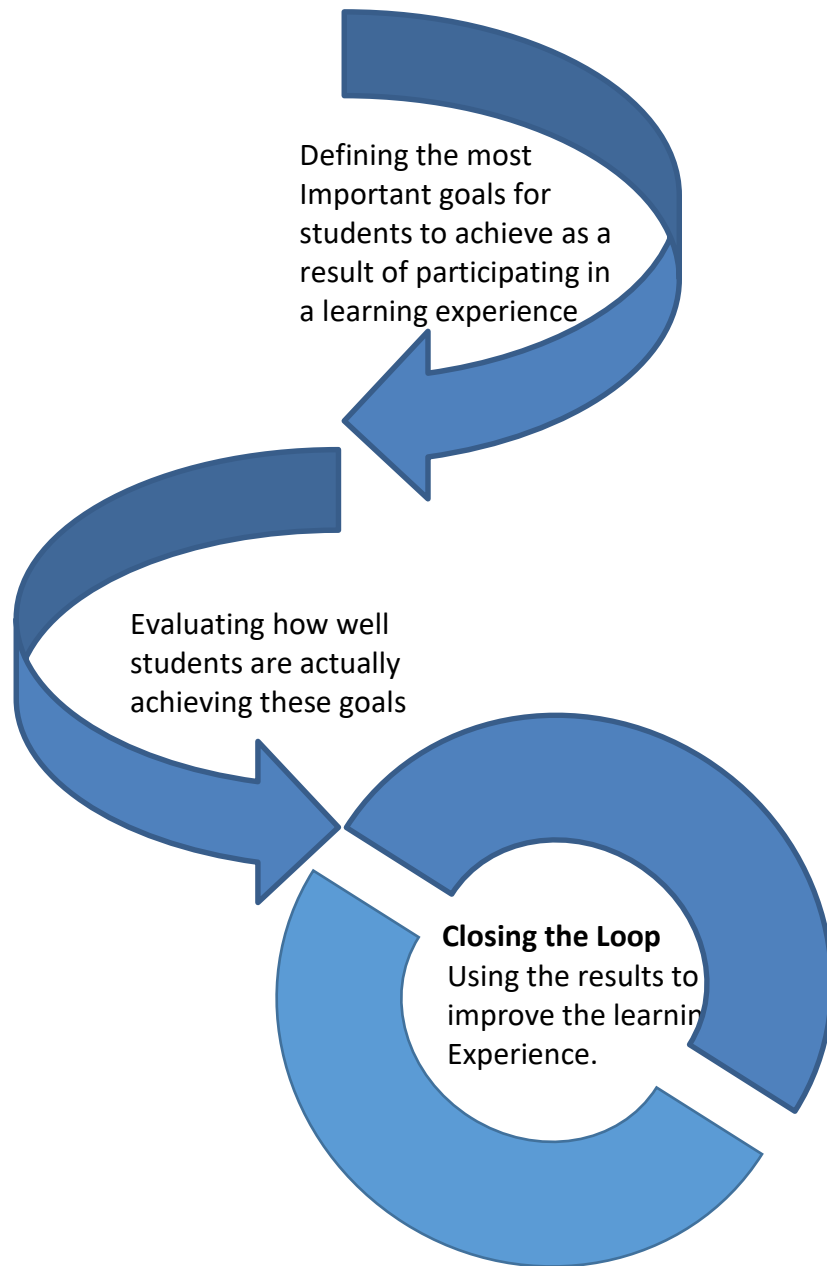 Defining the most
Important goals for
students to achieve as a
result of participating in
a learning experience
Evaluating how well
students are actually
achieving these goals
Closing the Loop
Using the results to
improve the learnin
Experience.